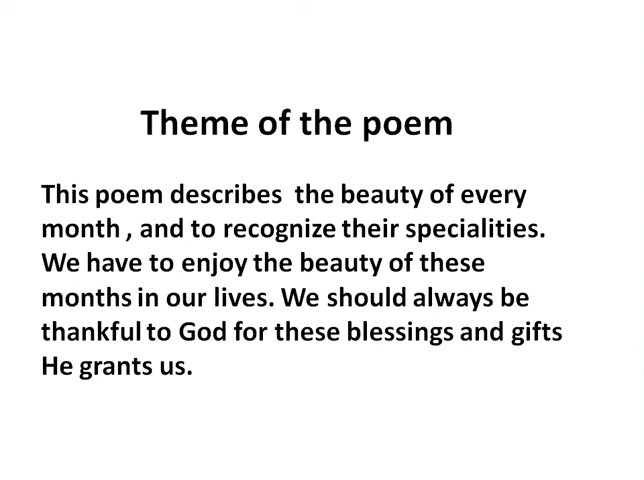 Theme of the poem
This poem describes  the beauty of every
month , and to recognize their specialities.
We have to enjoy the beauty of these
months in our lives. We should always be
thankful to God for these blessings and gifts
He grants us.